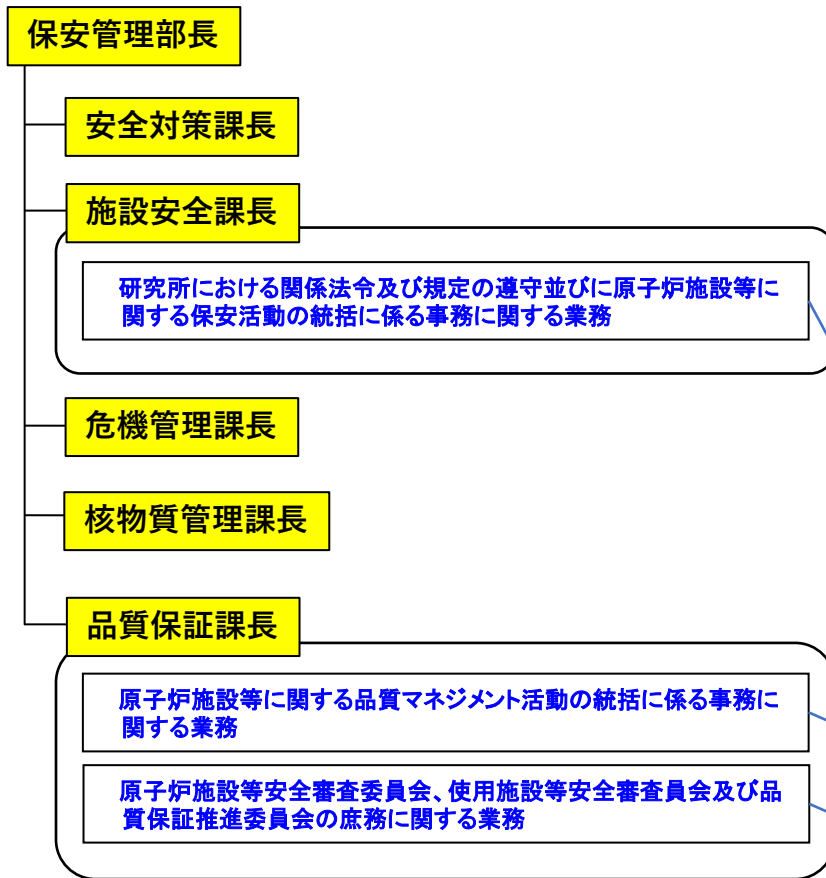 保安管理部長
安全対策課長
施設安全課長
研究所における関係法令及び規定の遵守並びに原子炉施設等に
関する保安活動の統括に係る事務に関する業務
危機管理課長
核物質管理課長
品質保証課長
原子炉施設等に関する品質マネジメント活動の統括に係る事務に
関する業務
原子炉施設等安全審査委員会、使用施設等安全審査員会及び品
質保証推進委員会の庶務に関する業務